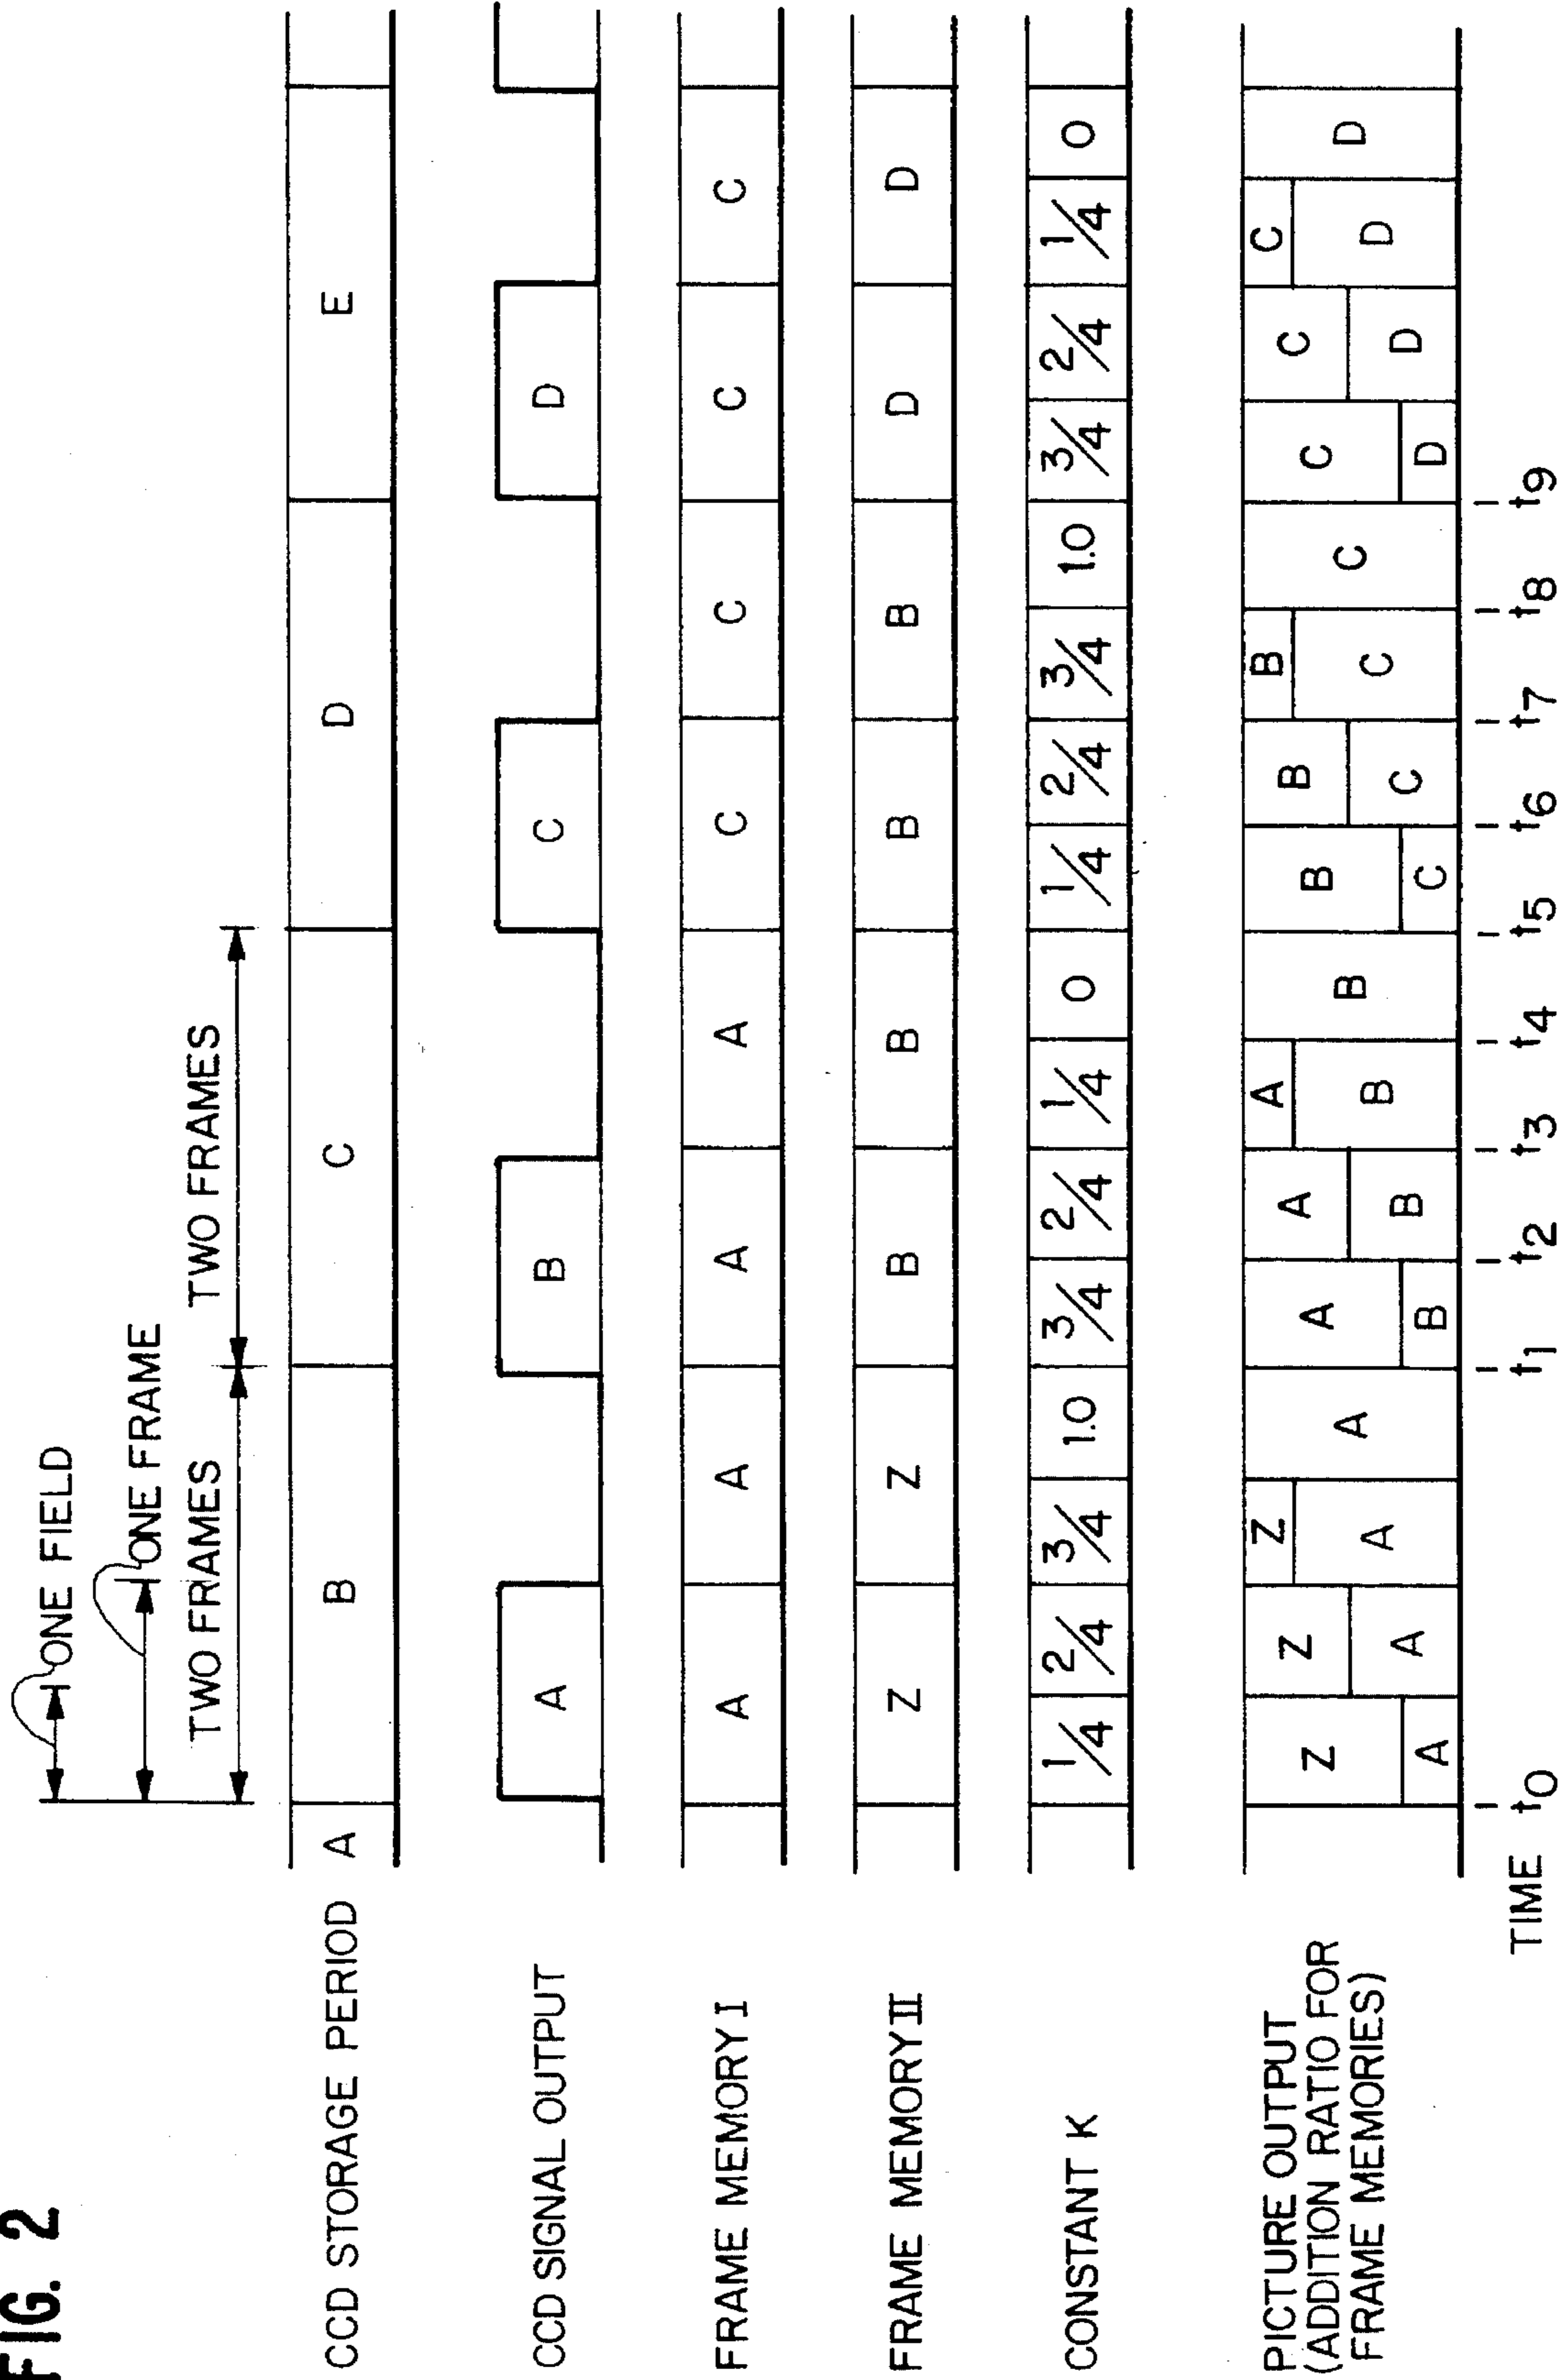 FIG. 2
ONE FIELD
ONE FRAME
TWO FRAMES TWO FRAMES
CCD STORAGE PERIOD A B C D E
CCD SIGNAL OUTPUT A B C D
FRAME MEMORY I A A A A C C C C
FRAME MEMORY II Z Z B B B B D D
CONSTANT K 1/4 2/4 3/4 1.0 3/4 2/4 1/4 0 1/4 2/4 3/4 1.0 3/4 2/4 1/4 0
PICTURE OUTPUT
(ADDITION RATIO FOR
FRAME MEMORIES)
Z Z Z A A A A B B B B C C C C D
A A A B B B C C C D D D
TIME t0 t1 t2 t3 t4 t5 t6 t7 t8 t9